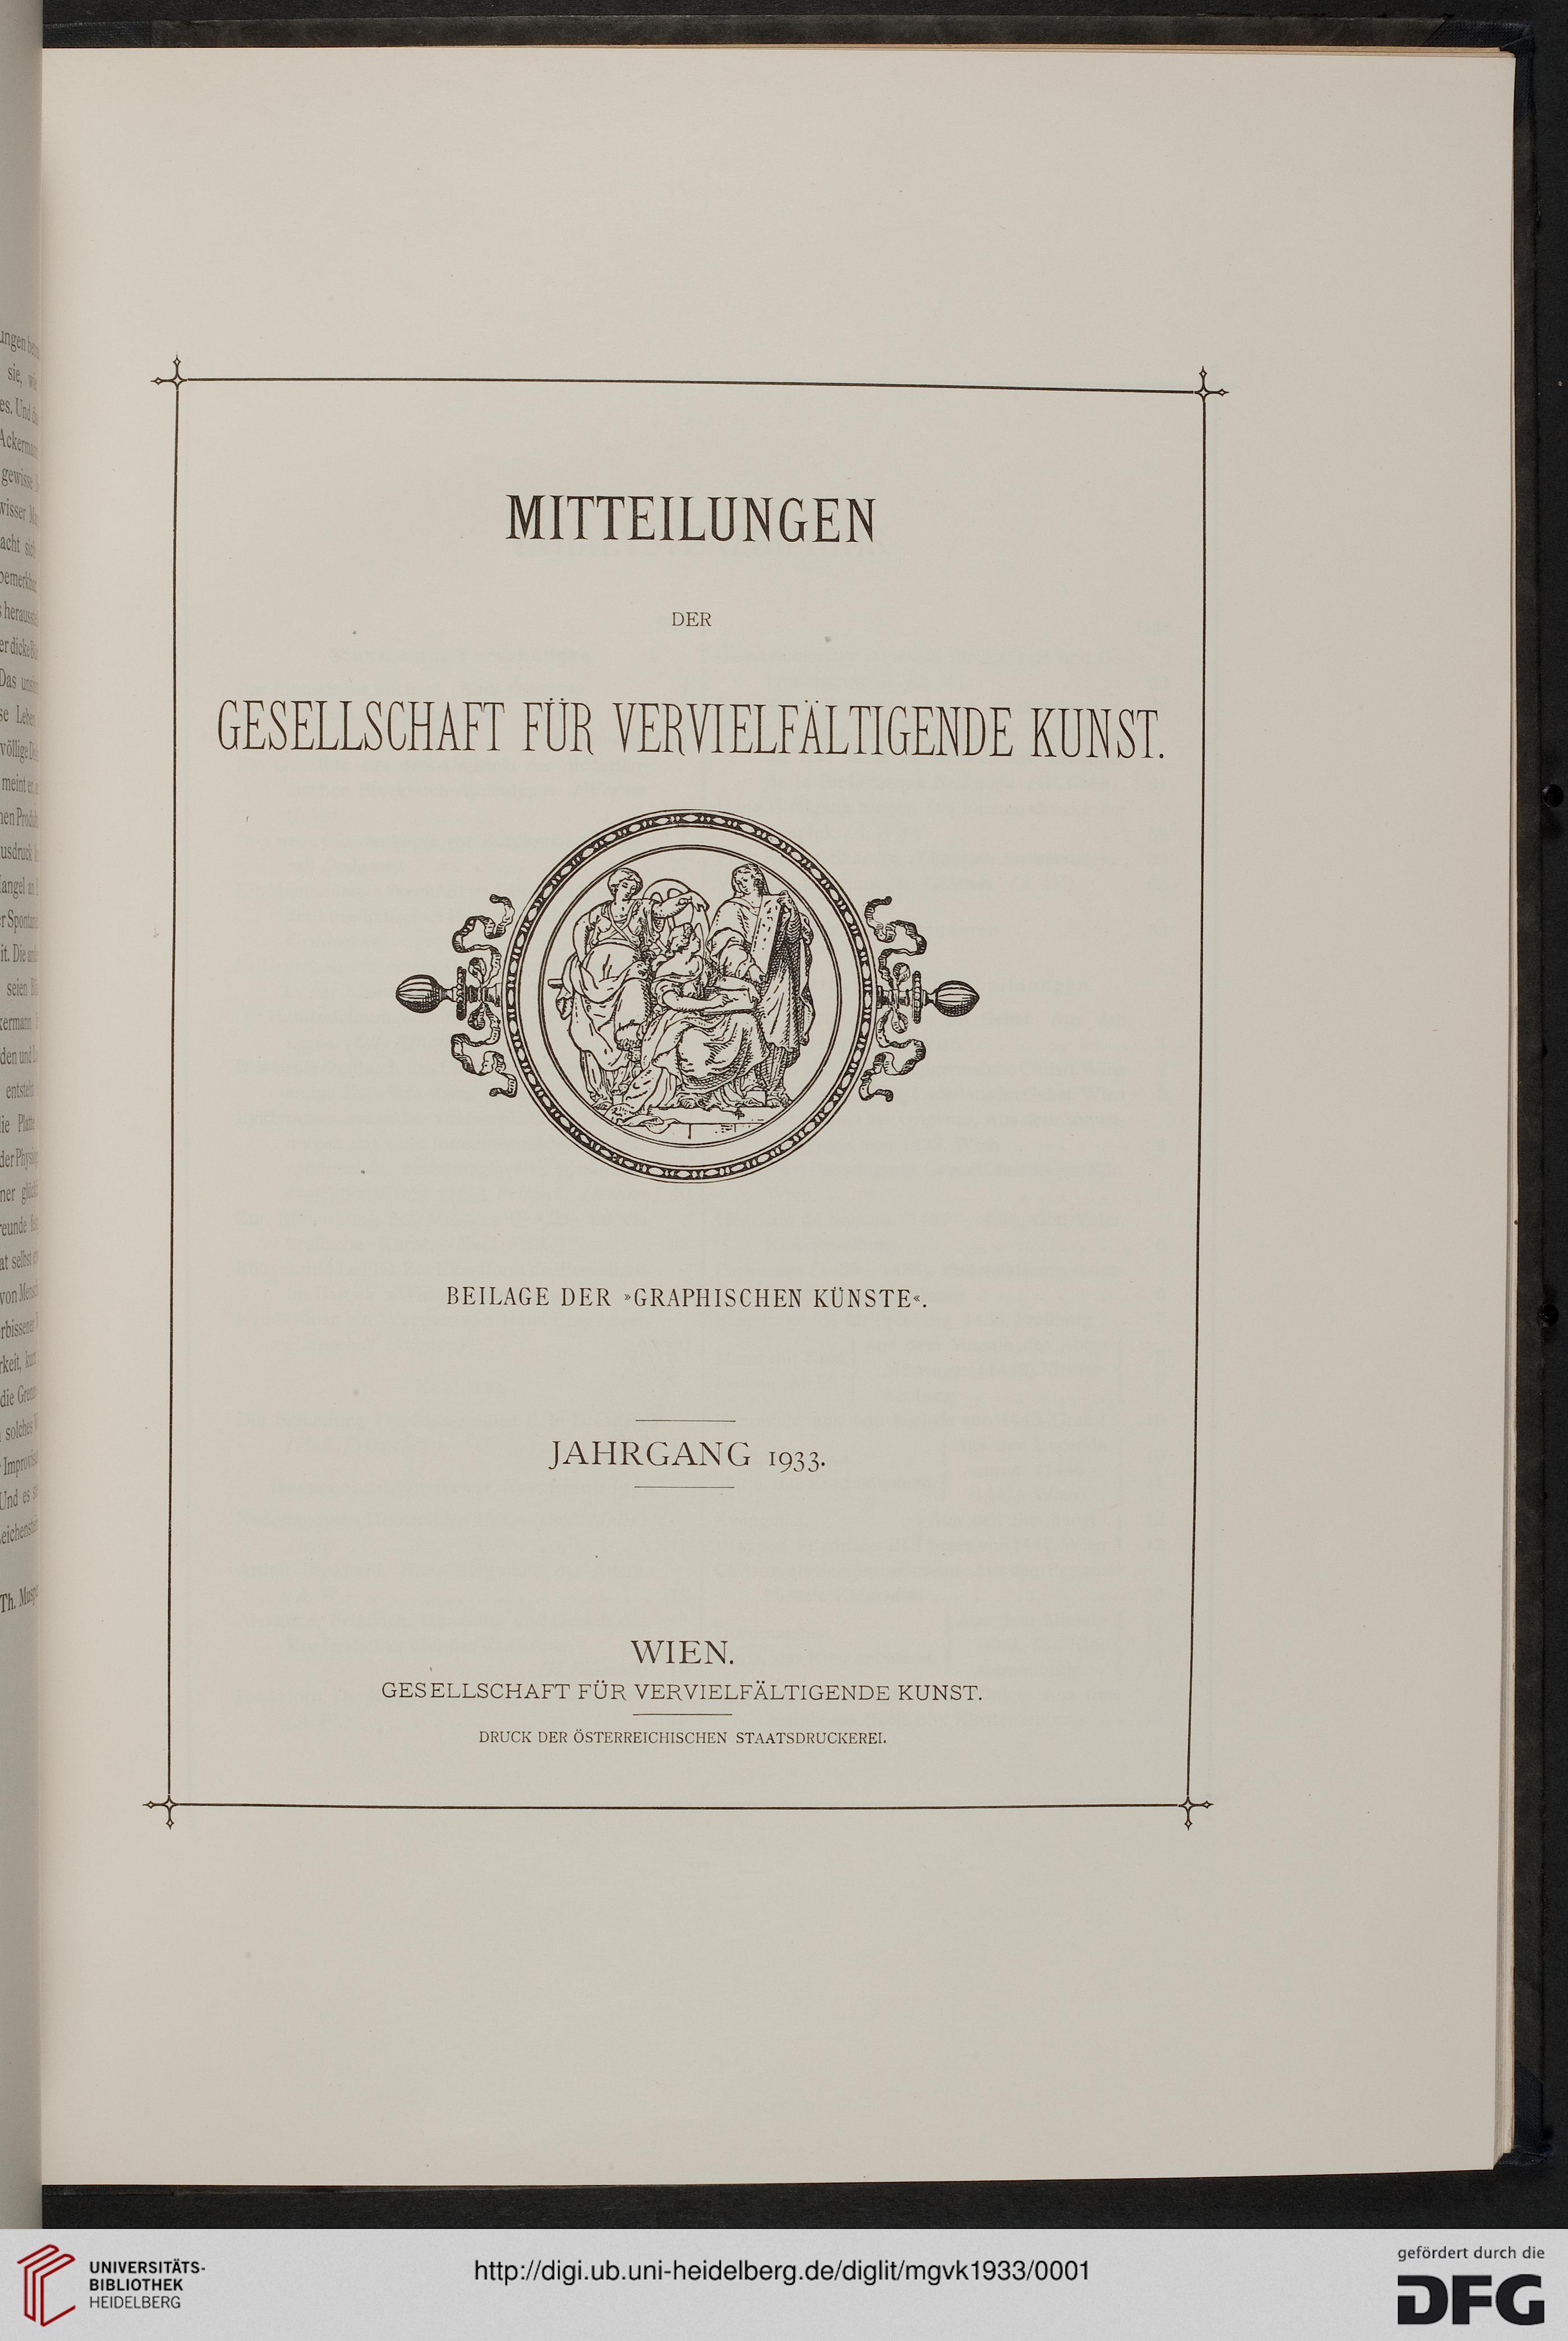 MITTEILUNGEN
DER
GESELLSCHAFT FÜR VERVIELFÄLTIGENDE KUNST.
BEILAGE DER »GRAPHISCHEN KÜNSTE«.
JAHRGANG 1933.
WIEN.
GESELLSCHAFT FÜR VERVIELFÄLTIGENDE KUNST.
DRUCK DER ÖSTERREICHISCHEN STAATSDRUCKEREI.
UNIVERSITÄTS-
BIBLIOTHEK
HEIDELBERG
http://digi.ub.uni-heidelberg.de/diglit/mgvk1933/0001
gefördert durch die
DFG